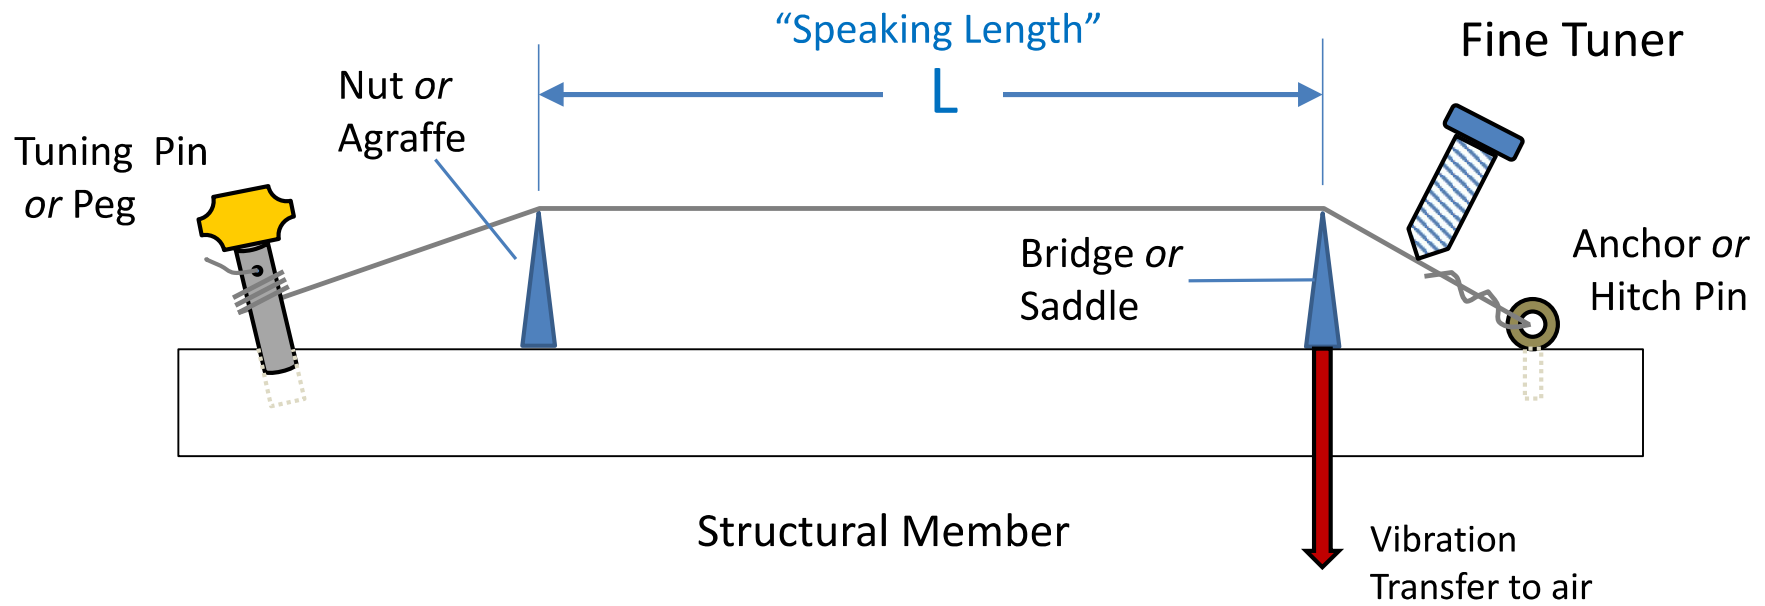 “Speaking Length”
L
Fine Tuner
Nut or
Agraffe
Tuning Pin
or Peg
Bridge or
Saddle
Anchor or
Hitch Pin
Structural Member
Vibration
Transfer to air